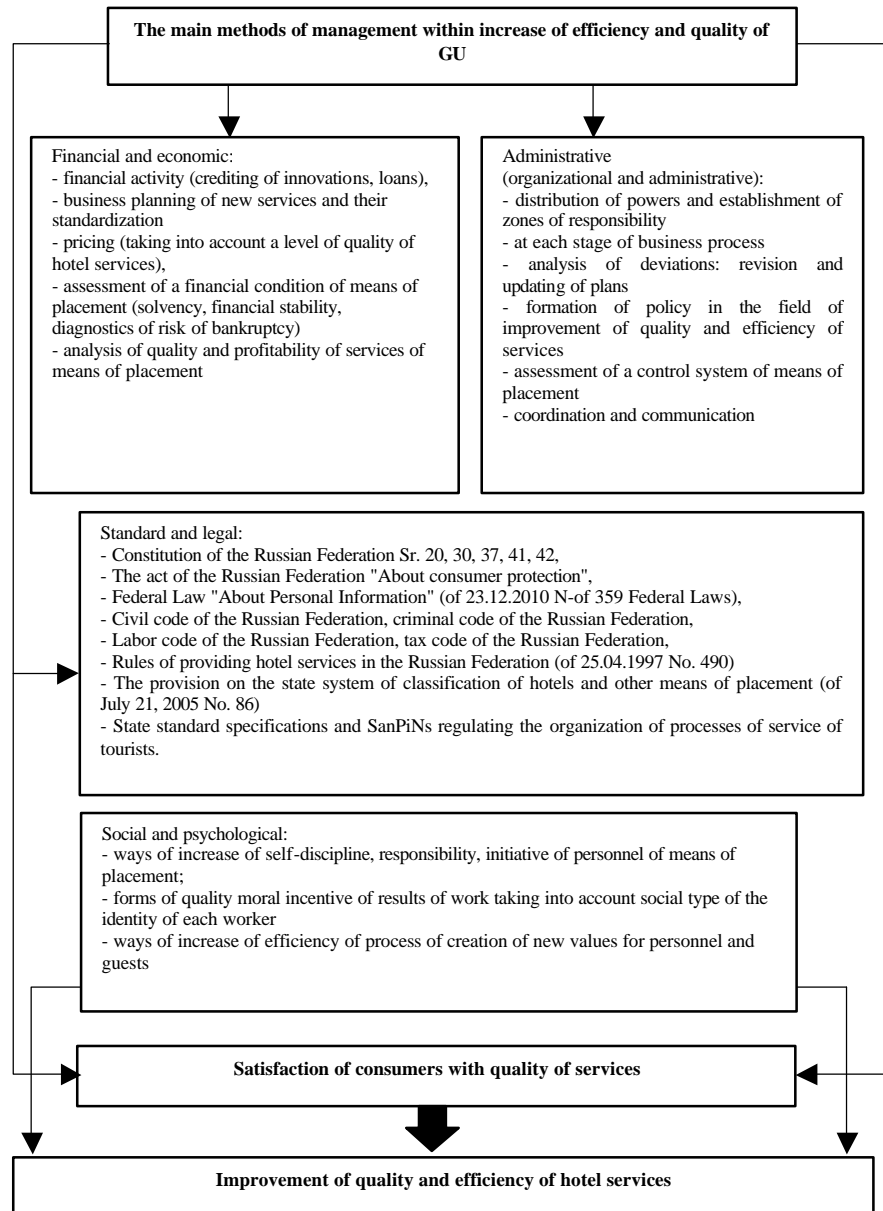 The main methods of management within increase of efficiency and quality of
GU
Financial and economic:
- financial activity (crediting of innovations, loans),
- business planning of new services and their
standardization
- pricing (taking into account a level of quality of
hotel services),
- assessment of a financial condition of means of
placement (solvency, financial stability,
diagnostics of risk of bankruptcy)
- analysis of quality and profitability of services of
means of placement
Administrative
(organizational and administrative):
- distribution of powers and establishment of
zones of responsibility
- at each stage of business process
- analysis of deviations: revision and
updating of plans
- formation of policy in the field of
improvement of quality and efficiency of
services
- assessment of a control system of means of
placement
- coordination and communication
Standard and legal:
- Constitution of the Russian Federation Sr. 20, 30, 37, 41, 42,
- The act of the Russian Federation "About consumer protection",
- Federal Law "About Personal Information" (of 23.12.2010 N-of 359 Federal Laws),
- Civil code of the Russian Federation, criminal code of the Russian Federation,
- Labor code of the Russian Federation, tax code of the Russian Federation,
- Rules of providing hotel services in the Russian Federation (of 25.04.1997 No. 490)
- The provision on the state system of classification of hotels and other means of placement (of
July 21, 2005 No. 86)
- State standard specifications and SanPiNs regulating the organization of processes of service of
tourists.
Social and psychological:
- ways of increase of self-discipline, responsibility, initiative of personnel of means of
placement;
- forms of quality moral incentive of results of work taking into account social type of the
identity of each worker
- ways of increase of efficiency of process of creation of new values for personnel and
guests
Satisfaction of consumers with quality of services
Improvement of quality and efficiency of hotel services